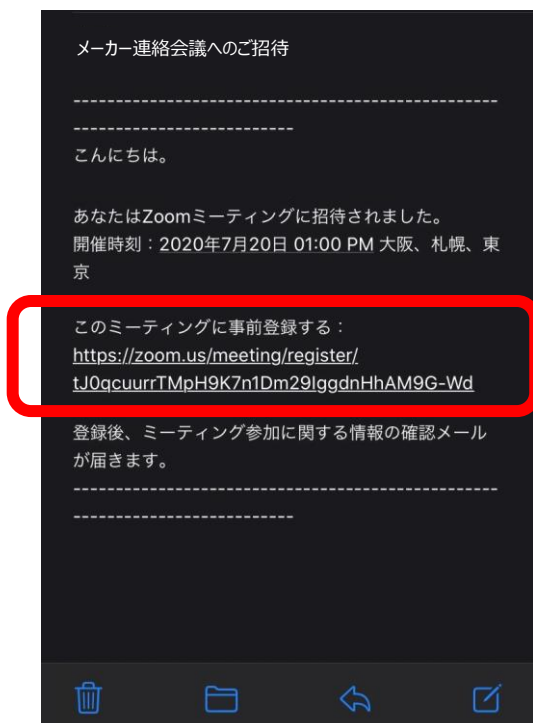 メーカー連絡会議へのご招待
--------------------------------------------------
--------------------------
こんにちは。
あなたはZoomミーティングに招待されました。
開催時刻：2020年7月20日 01:00 PM 大阪、札幌、東
京
このミーティングに事前登録する：
https://zoom.us/meeting/register/
tJ0qcuurrTMpH9K7n1Dm29IggdnHhAM9G-Wd
登録後、ミーティング参加に関する情報の確認メール
が届きます。
--------------------------------------------------
--------------------------